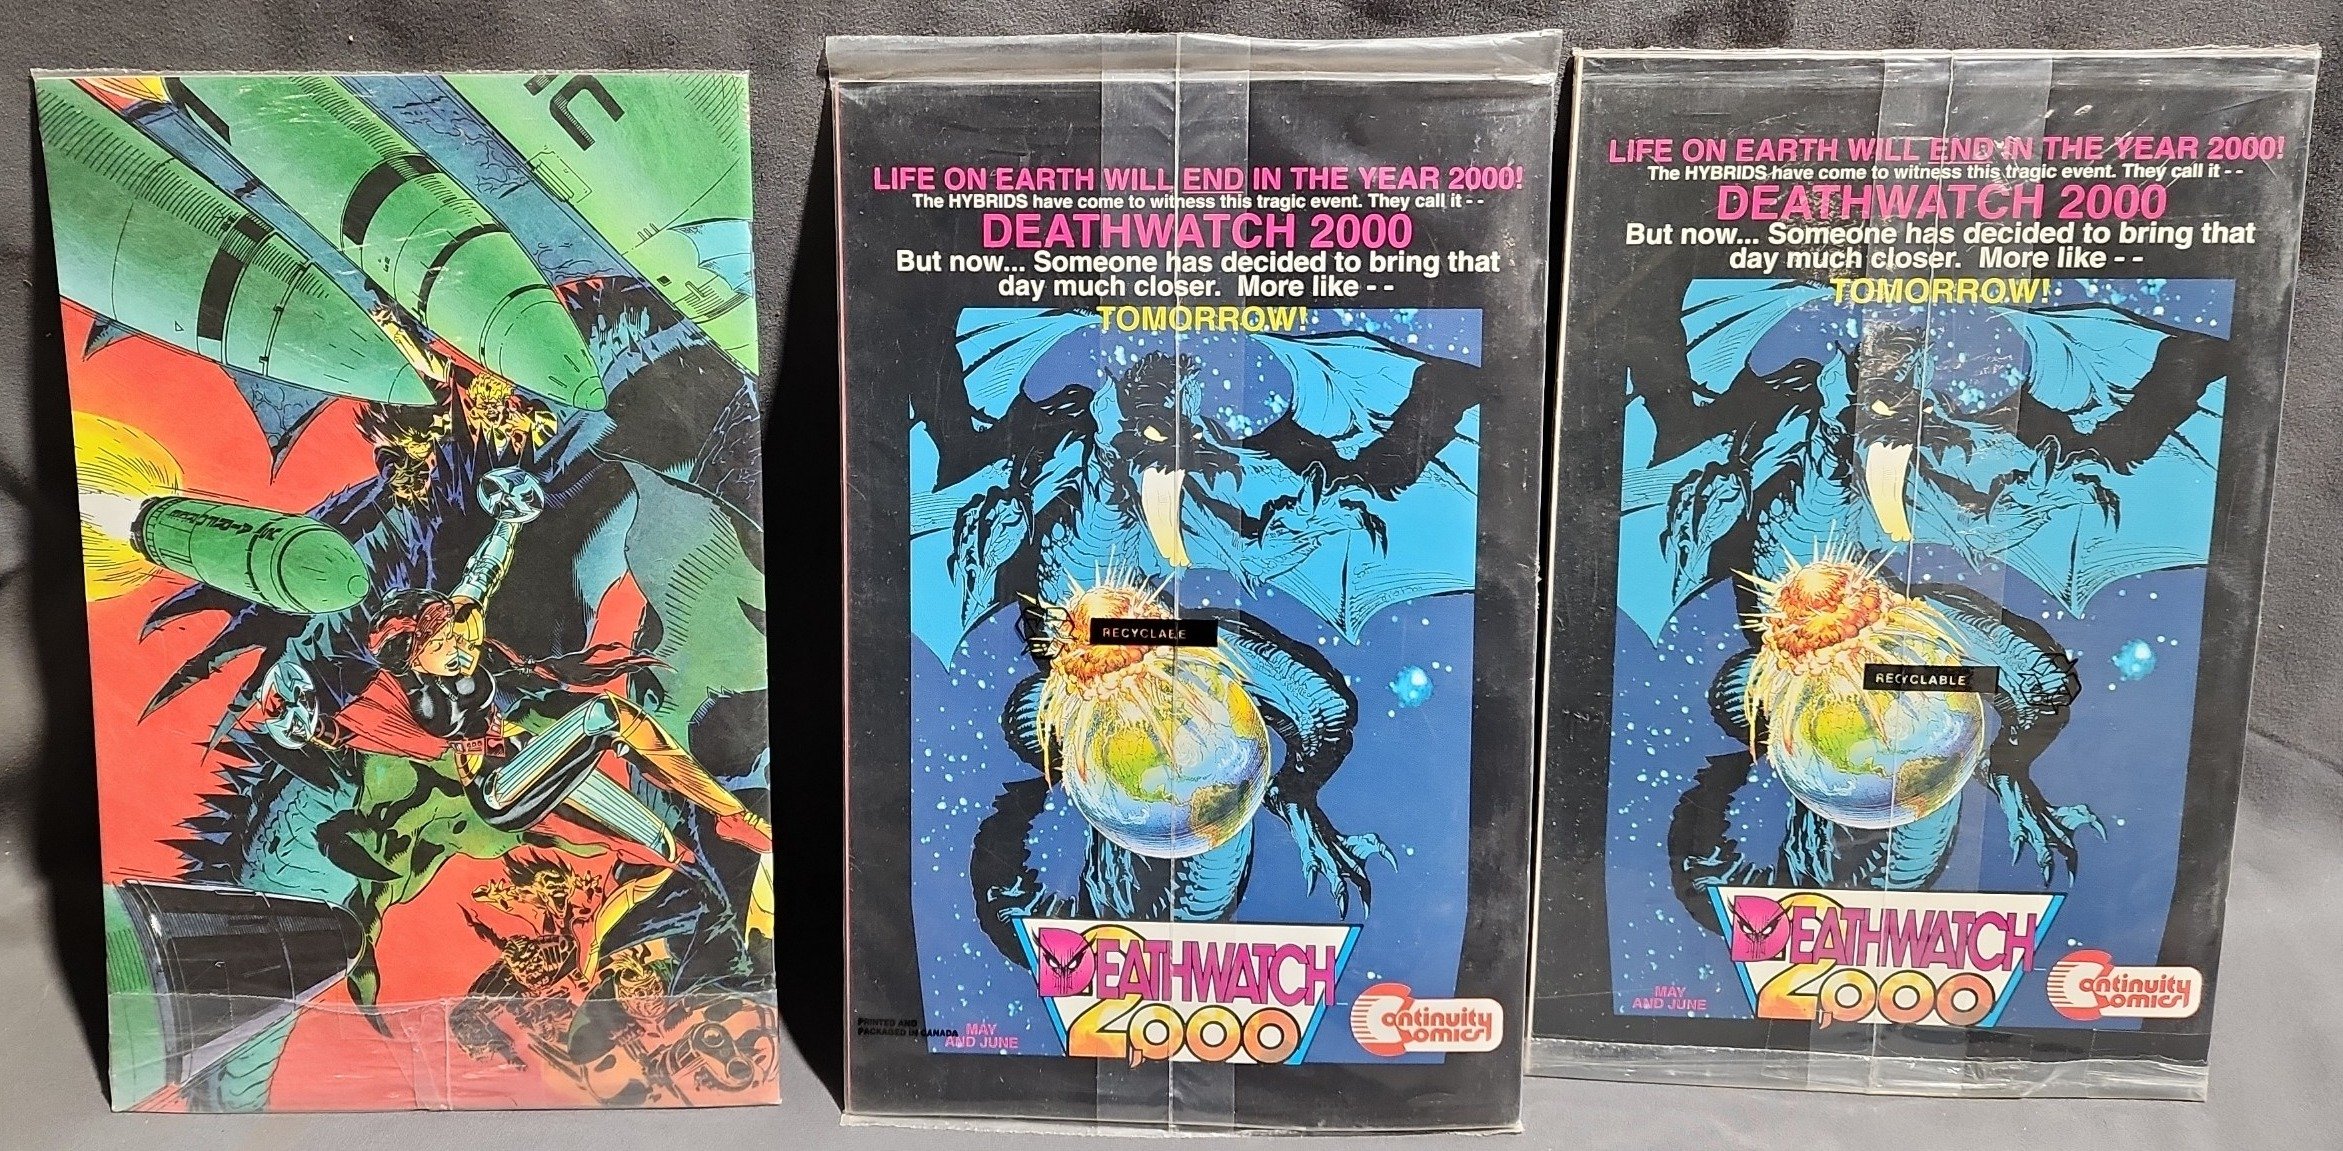 LIFE ON EARTH WILL END IN THE YEAR 2000!
The HYBRIDS have come to witness this tragic event. They call it - -
DEATHWATCH 2000
But now... Someone has decided to bring that
day much closer. More like - -
TOMORROW!
RECYCLABLE
DEATHWATCH
2,000
PRINTED AND
PACKAGED IN CANADA
MAY
AND JUNE
Continuity
Comics
LIFE ON EARTH WILL END IN THE YEAR 2000!
The HYBRIDS have come to witness this tragic event. They call it - -
DEATHWATCH 2000
But now... Someone has decided to bring that
day much closer. More like - -
TOMORROW!
RECYCLABLE
DEATHWATCH
2,000
MAY
AND JUNE
Continuity
Comics